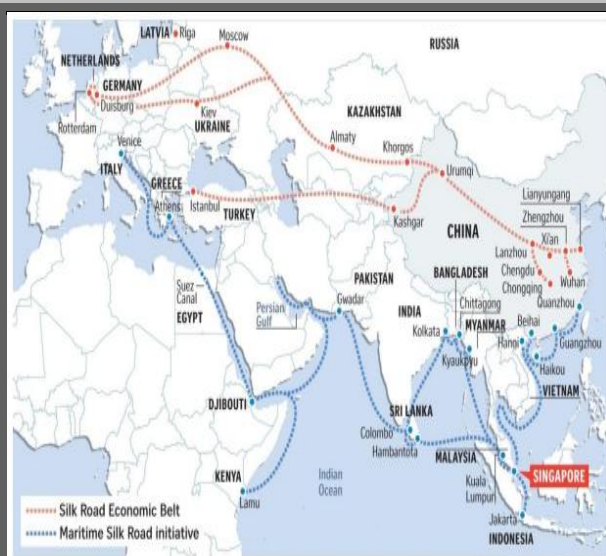 LATVIA
Riga
Moscow
RUSSIA
NETHERLANDS
GERMANY
Duisburg
Rotterdam
Kiev
UKRAINE
KAZAKHSTAN
Almaty
Khorgos
Urumqi
Venice
ITALY
GREECE
Athens
Istanbul
TURKEY
Kashgar
CHINA
Lianyungang
Zhengzhou
Xi'an
Lanzhou
Chengdu
Chongqing
Wuhan
Quanzhou
Suez
Canal
EGYPT
Persian
Gulf
PAKISTAN
Gwadar
INDIA
BANGLADESH
Chittagong
MYANMAR
Kolkata
Kyaukpyu
Beihai
Hanoi
Guangzhou
Haikou
VIETNAM
DJIBOUTI
SRI LANKA
Colombo
Hambantota
MALAYSIA
Kuala
Lumpur
SINGAPORE
KENYA
Lamu
Indian
Ocean
Jakarta
INDONESIA
Silk Road Economic Belt
Maritime Silk Road initiative